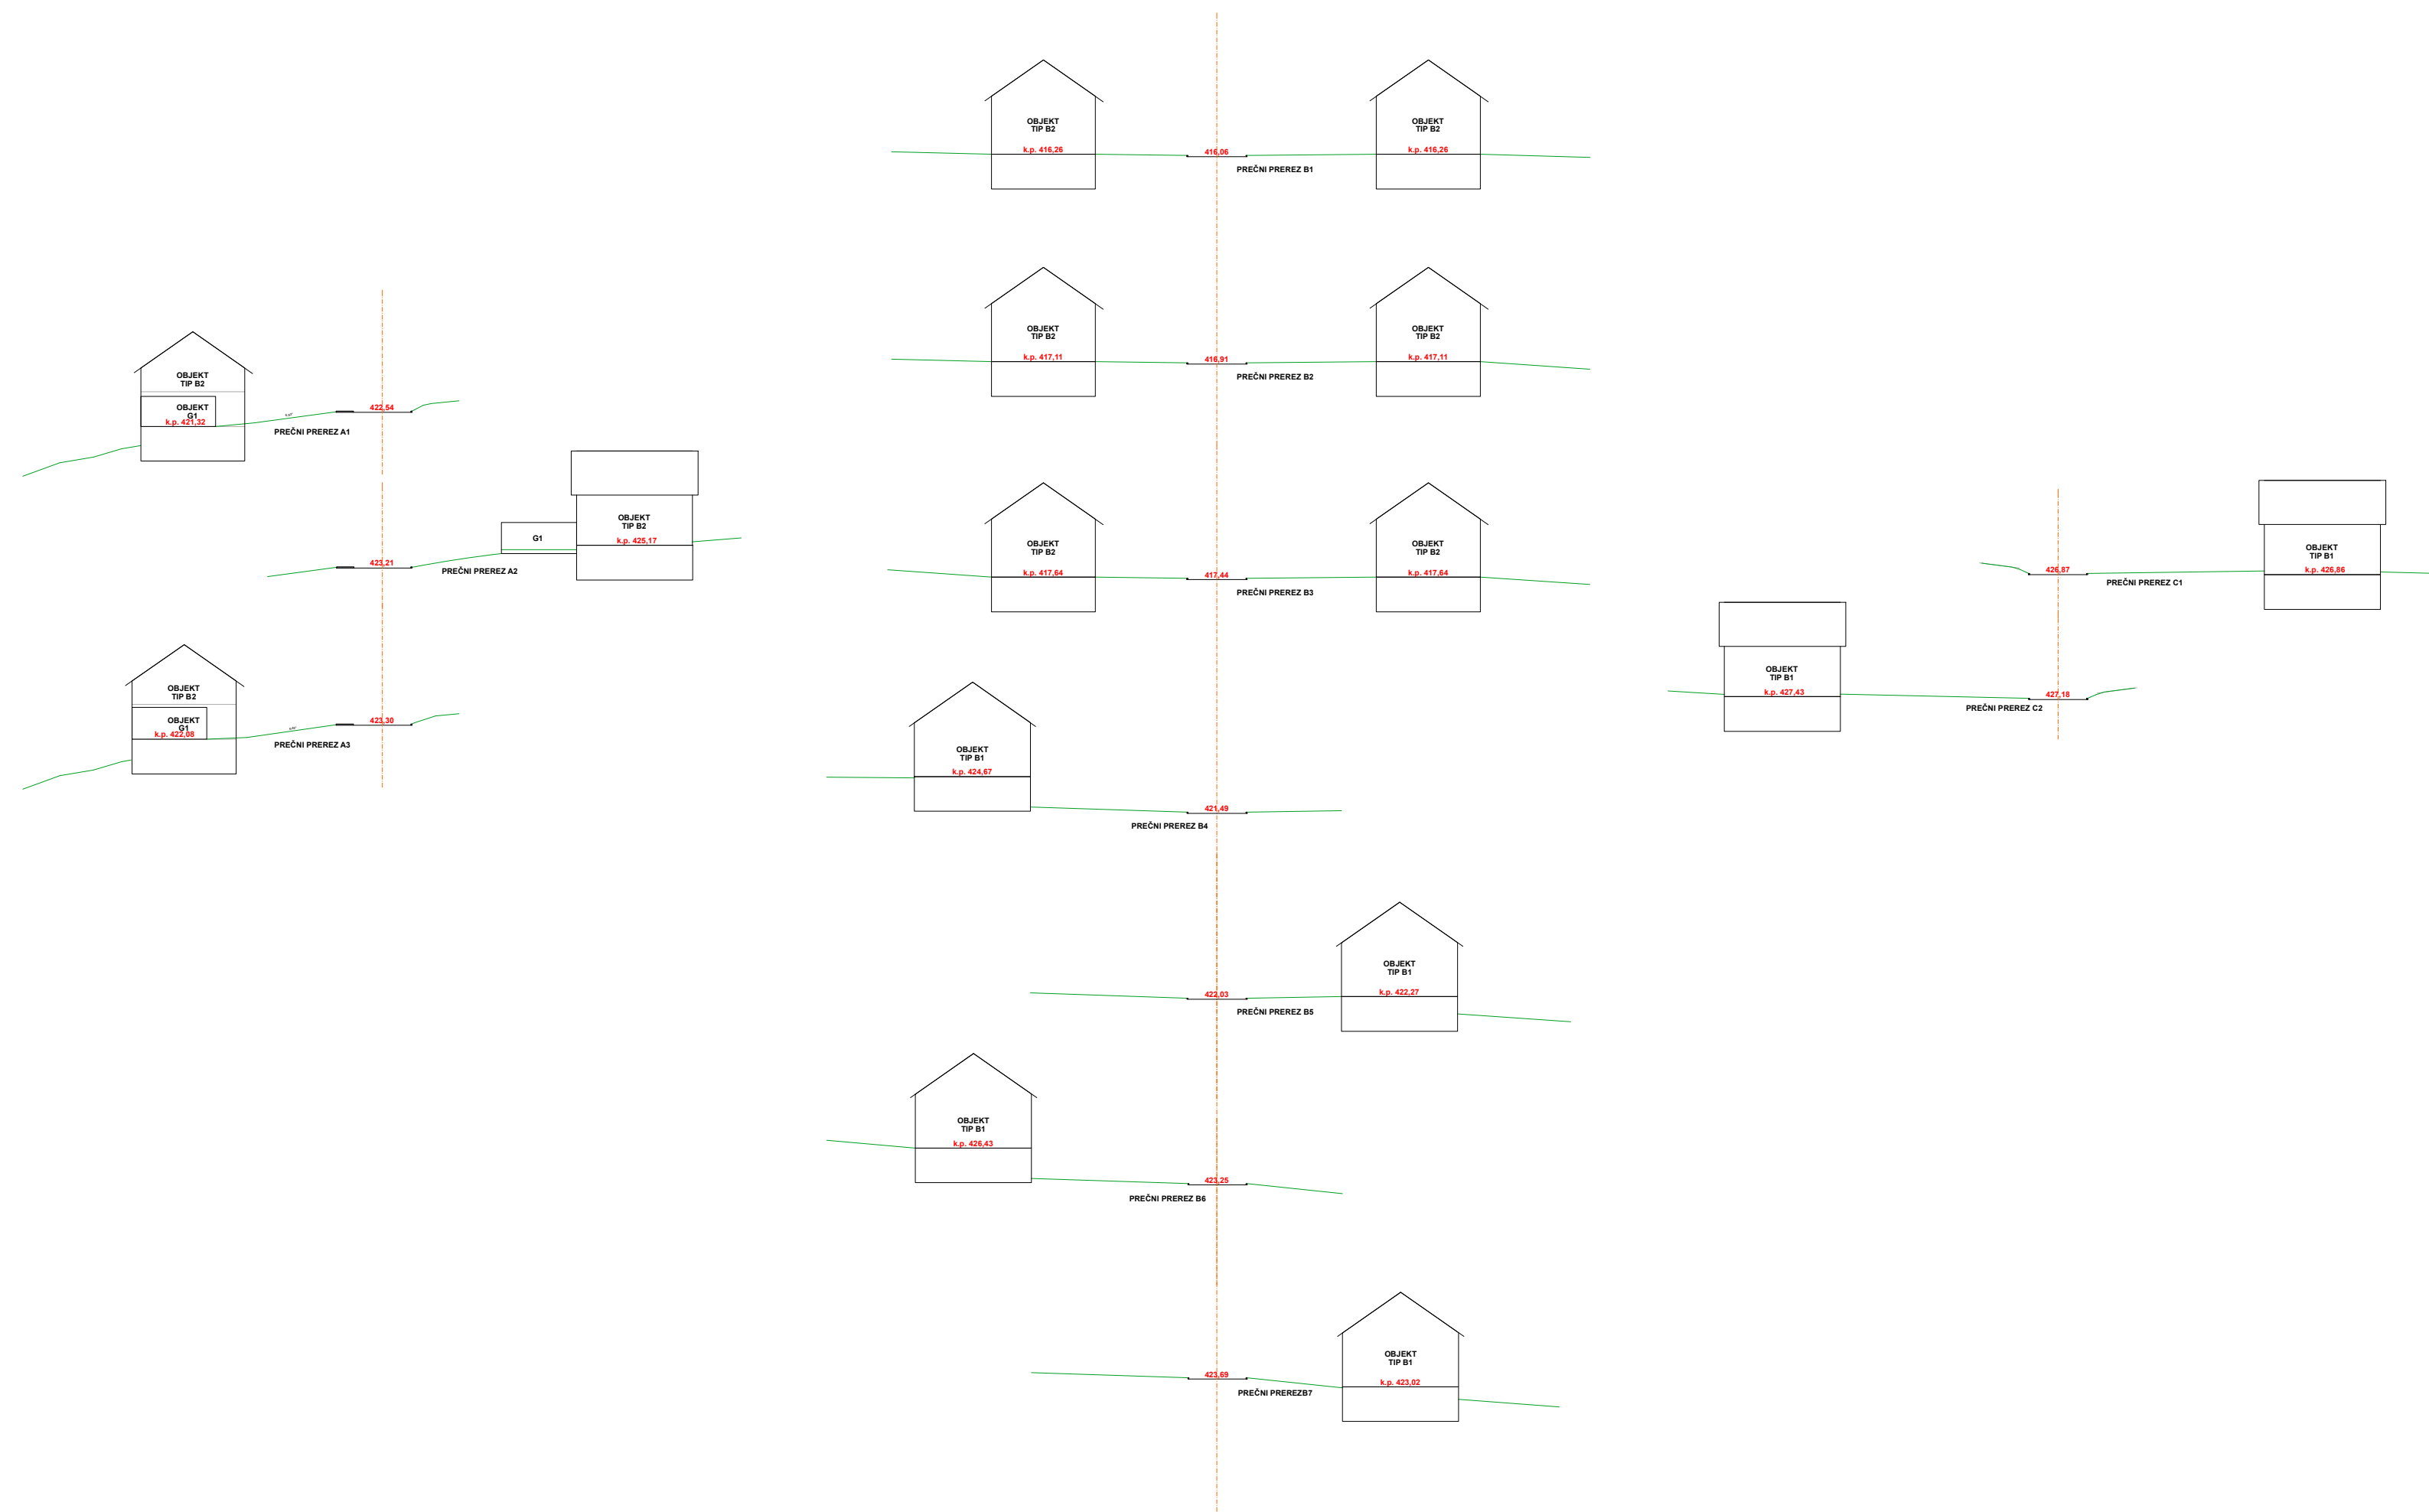 OBJEKT
TIP B2
k.p. 416,26
416,06
OBJEKT
TIP B2
k.p. 416,26
PREČNI PREREZ B1
OBJEKT
TIP B2
k.p. 417,11
416,91
OBJEKT
TIP B2
k.p. 417,11
PREČNI PREREZ B2
OBJEKT
TIP B2
OBJEKT
G1
k.p. 421,32
422,54
PREČNI PREREZ A1
OBJEKT
TIP B2
k.p. 425,17
G1
423,21
PREČNI PREREZ A2
OBJEKT
TIP B2
k.p. 417,64
417,44
OBJEKT
TIP B2
k.p. 417,64
PREČNI PREREZ B3
426,87
OBJEKT
TIP B1
k.p. 426,86
PREČNI PREREZ C1
OBJEKT
TIP B1
k.p. 427,43
427,18
PREČNI PREREZ C2
OBJEKT
TIP B2
OBJEKT
G1
k.p. 422,08
423,30
PREČNI PREREZ A3
OBJEKT
TIP B1
k.p. 424,67
421,49
PREČNI PREREZ B4
OBJEKT
TIP B1
k.p. 422,27
422,03
PREČNI PREREZ B5
OBJEKT
TIP B1
k.p. 426,43
423,25
PREČNI PREREZ B6
OBJEKT
TIP B1
k.p. 423,02
423,69
PREČNI PREREZB7